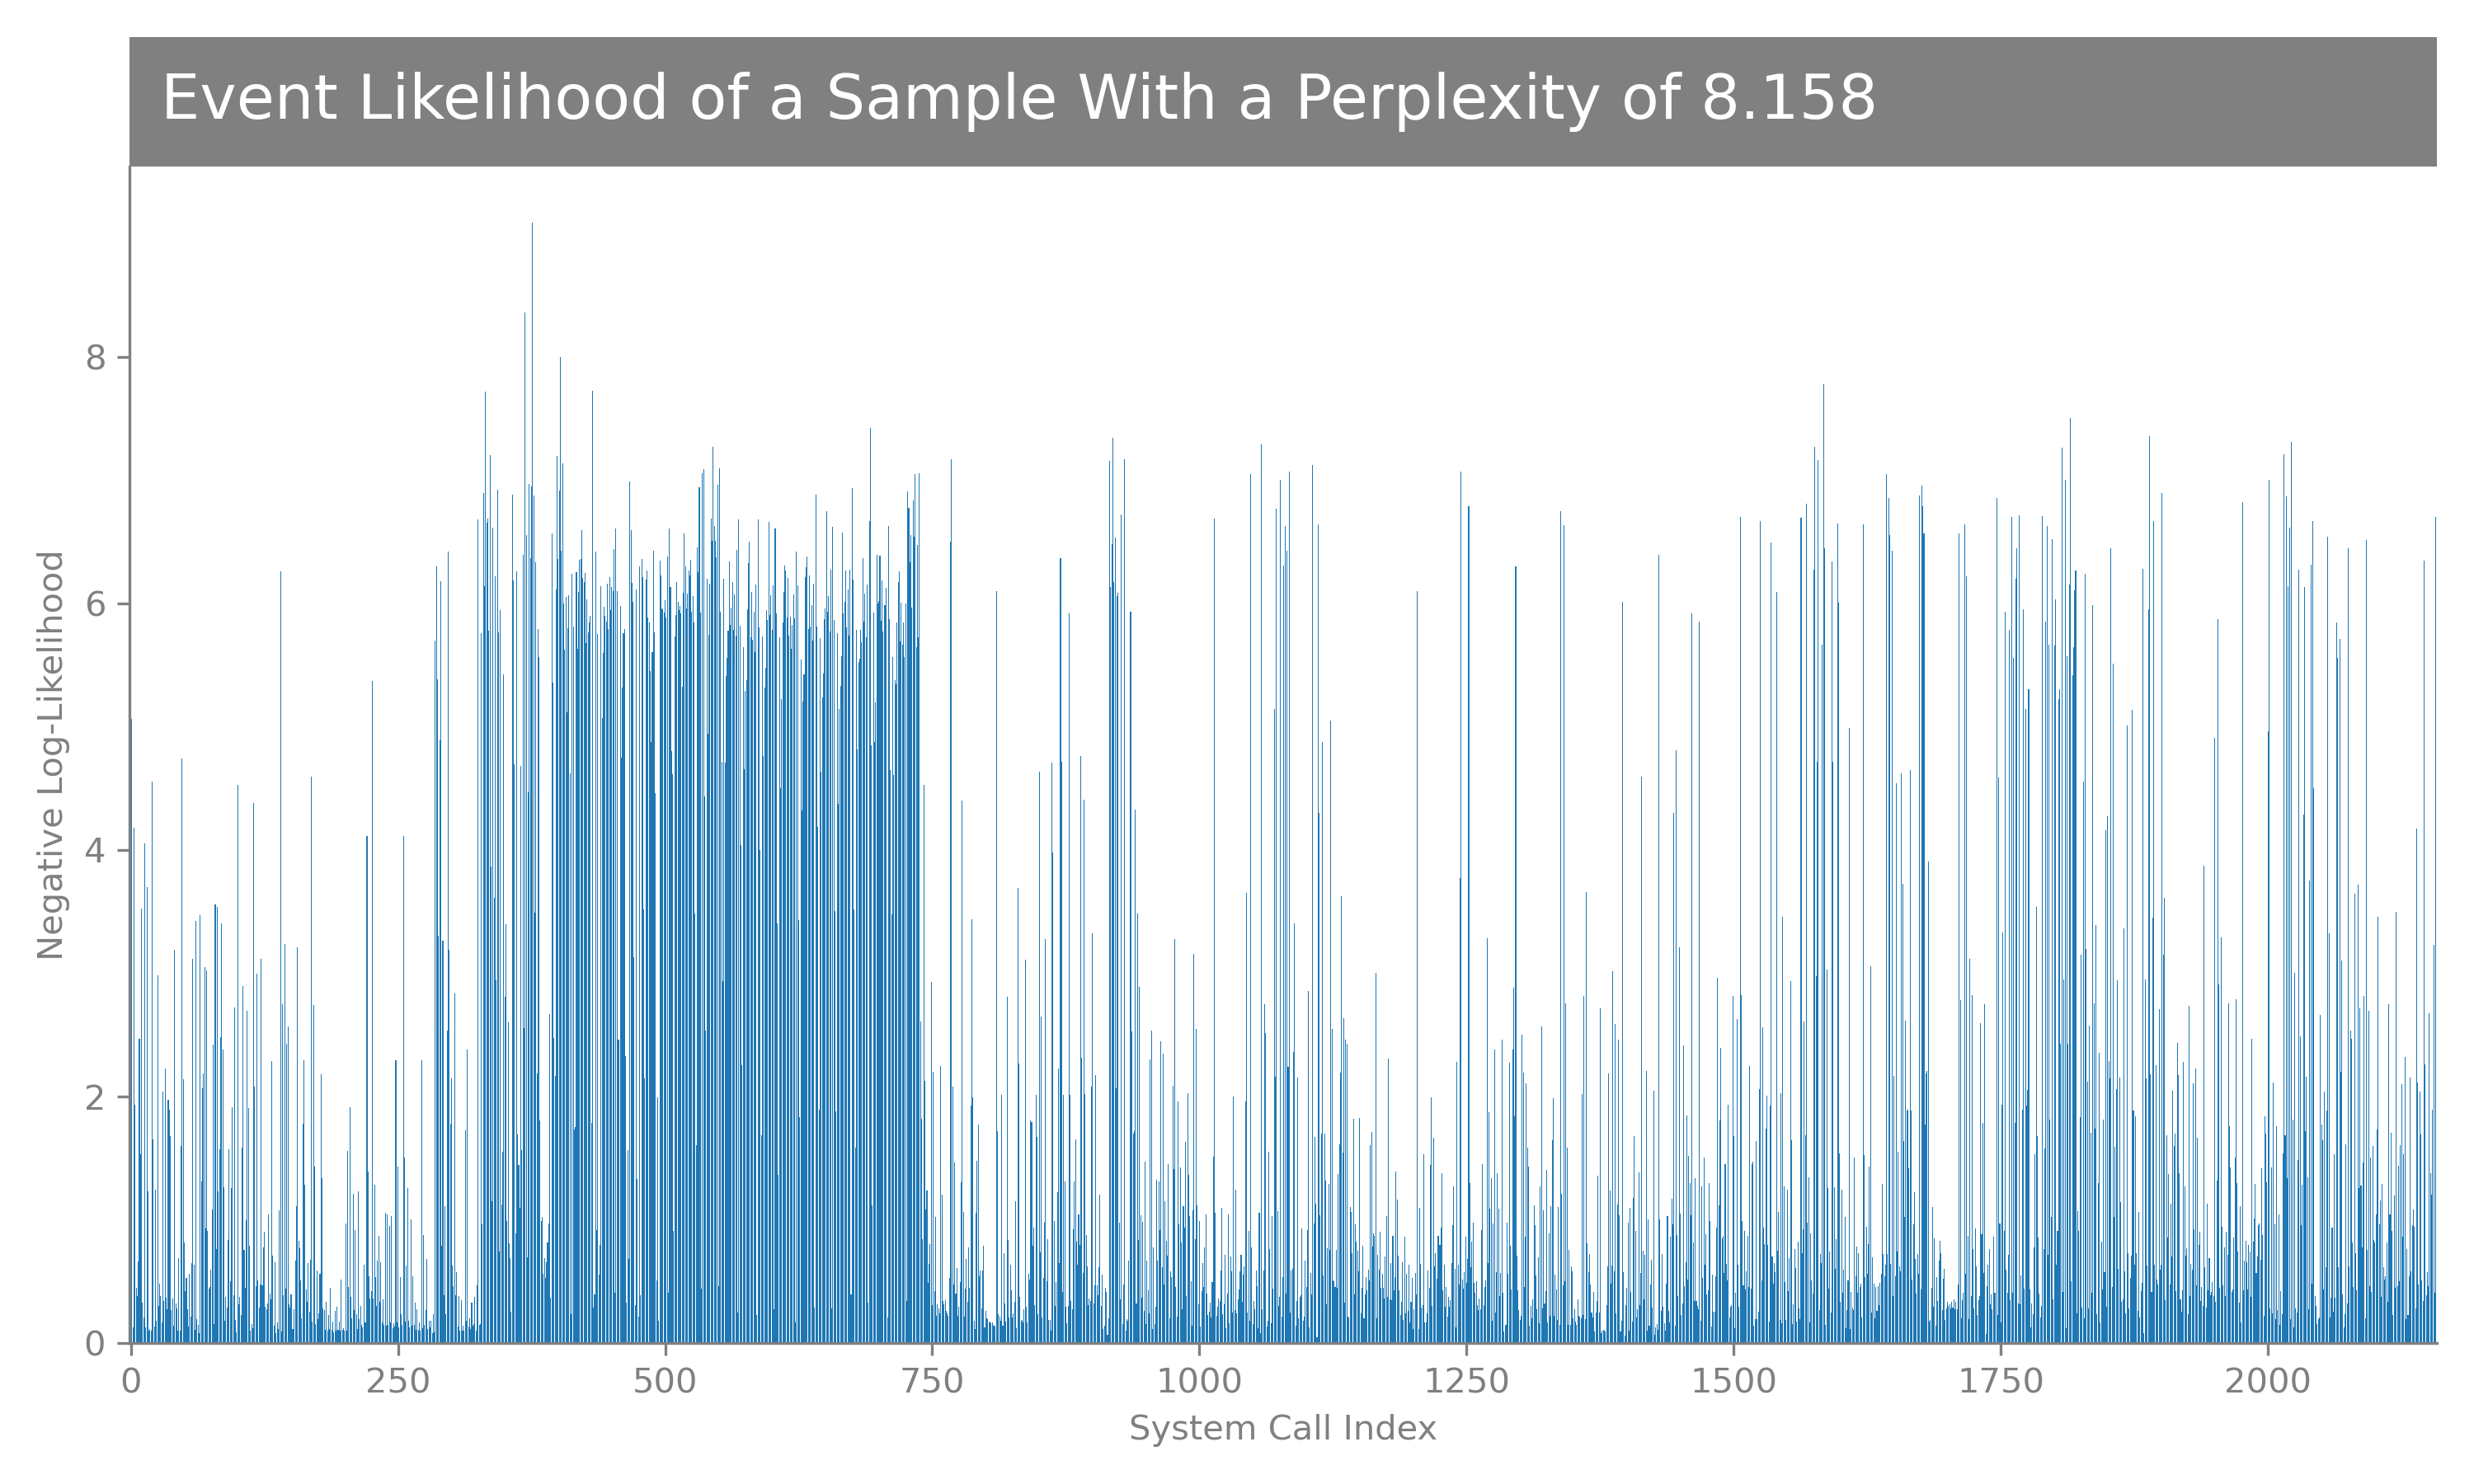 Event Likelihood of a Sample With a Perplexity of 8.158
Negative Log-Likelihood
8
6
4
2
0
0 250 500 750 1000 1250 1500 1750 2000
System Call Index